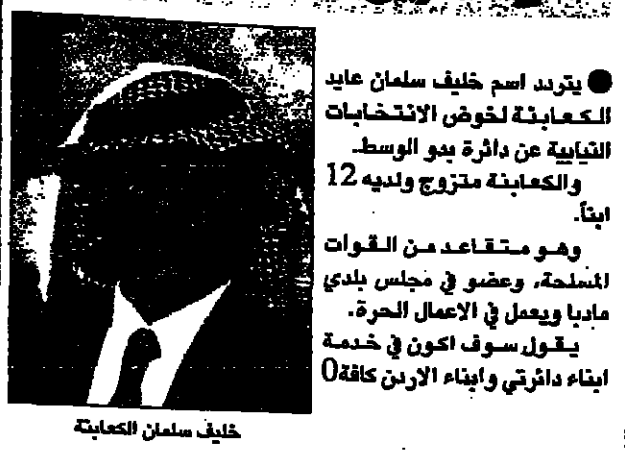 ● يتردد اسم خليف سلمان عايد
الكعابنة لخوض الانتخابات
النيابية عن دائرة بدو الوسط.
والكعابنة متزوج ولديه 12
ابناً.
وهو متقاعد من القوات
المسلحة، وعضو في مجلس بلدي
مادبا ويعمل في الاعمال الحرة.
يقول سوف اكون في خدمة
ابناء دائرتي وابناء الاردن كافة0
خليف سلمان الكعابنة